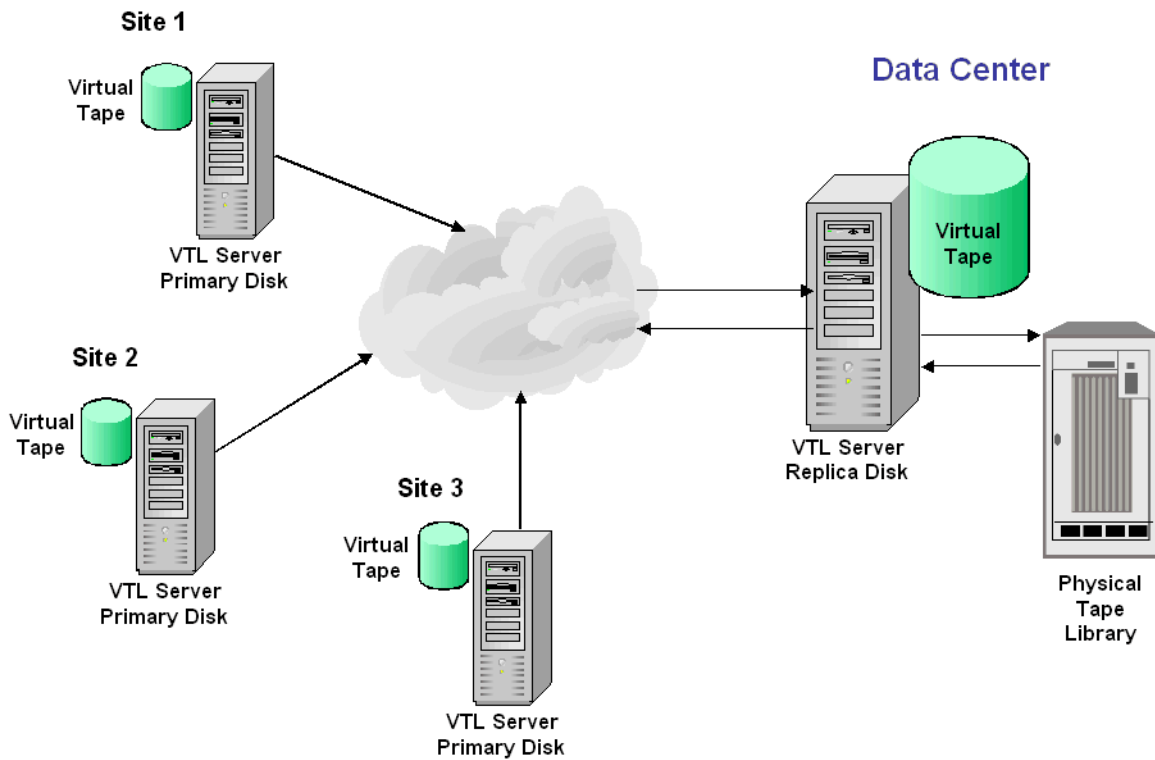 Site 1
Virtual
Tape
VTL Server
Primary Disk
Data Center
Virtual
Tape
VTL Server
Replica Disk
Physical
Tape
Library
Site 2
Virtual
Tape
VTL Server
Primary Disk
Site 3
Virtual
Tape
VTL Server
Primary Disk